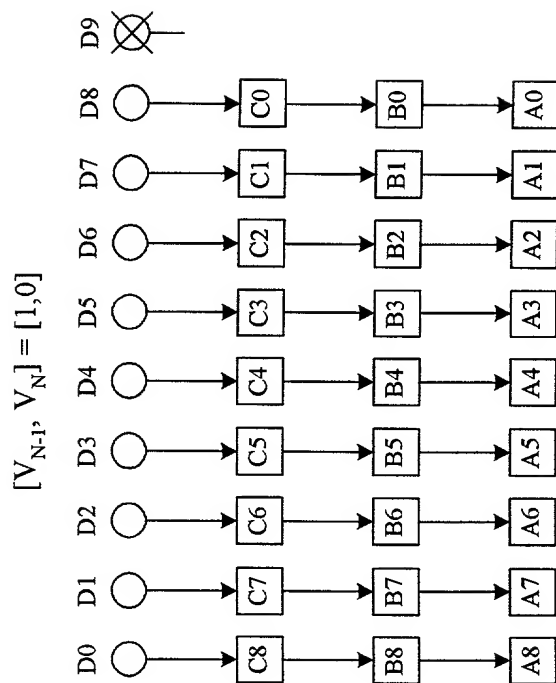 [V_{N-1}, V_N] = [1,0]
D0 D1 D2 D3 D4 D5 D6 D7 D8 D9
C8 C7 C6 C5 C4 C3 C2 C1 C0
B8 B7 B6 B5 B4 B3 B2 B1 B0
A8 A7 A6 A5 A4 A3 A2 A1 A0